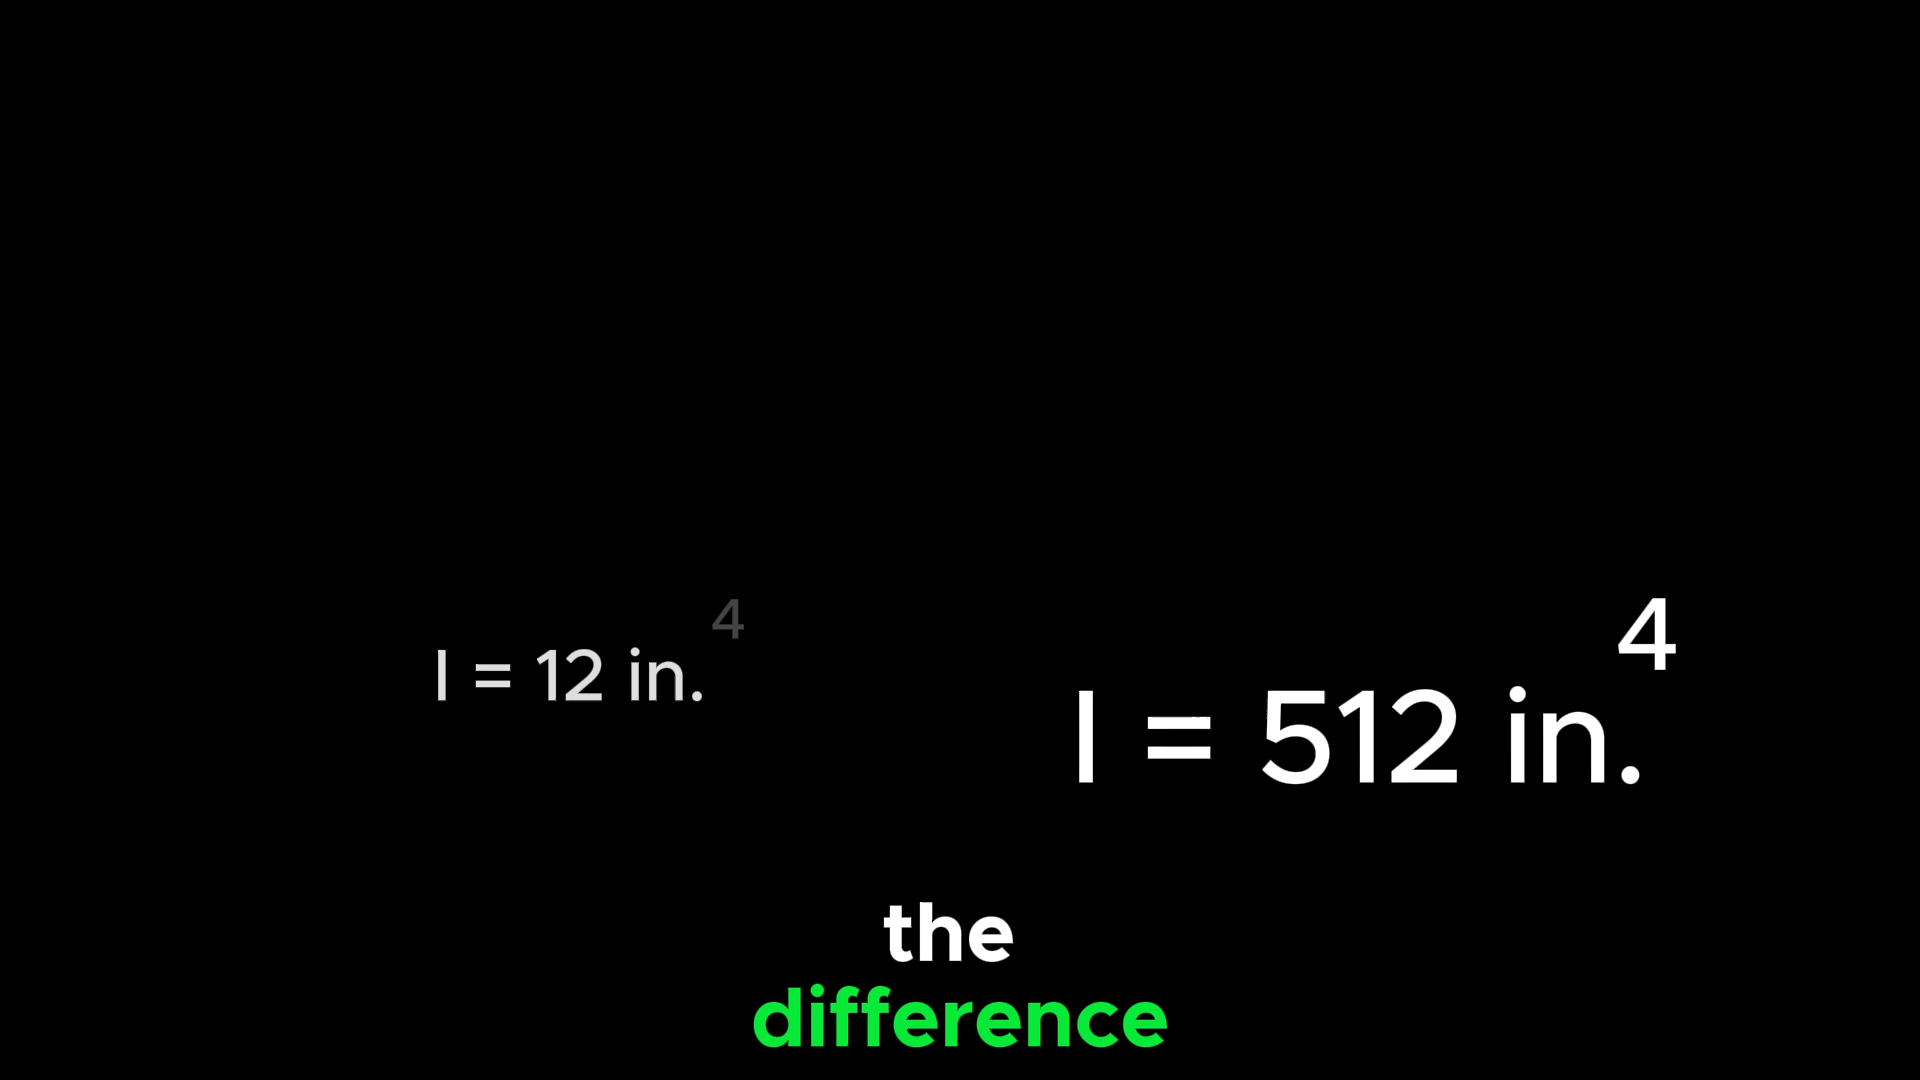 I = 12 in.⁴
I = 512 in.⁴
the
difference